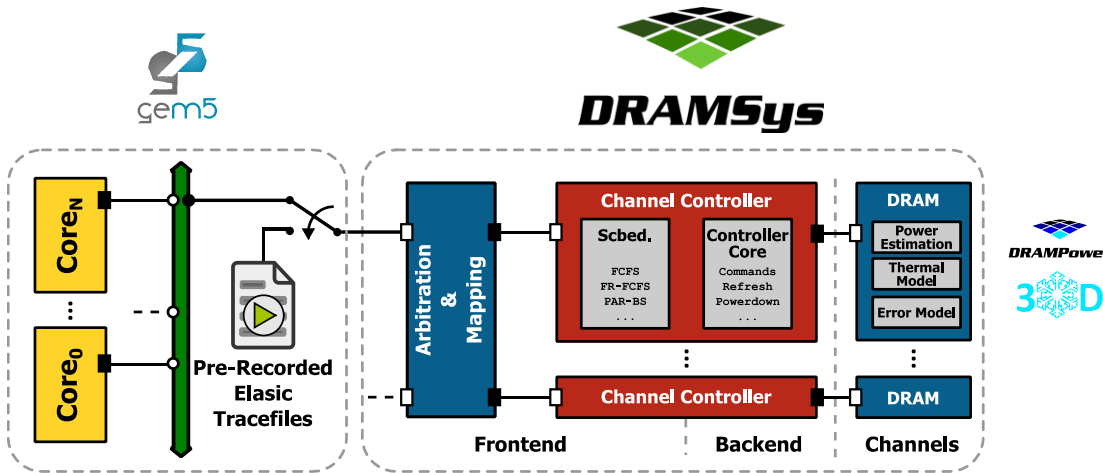 gem5
DRAMSys
Core_N
...
Core_0
Pre-Recorded
Elasic
Tracefiles
Arbitration
&
Mapping
Channel Controller
Scbed.
FCFS
FR-FCFS
PAR-BS
...
Controller
Core
Commands
Refresh
Powerdown
...
...
Channel Controller
DRAM
Power
Estimation
Thermal
Model
Error Model
...
DRAM
Frontend
Backend
Channels
DRAMPowe
3D